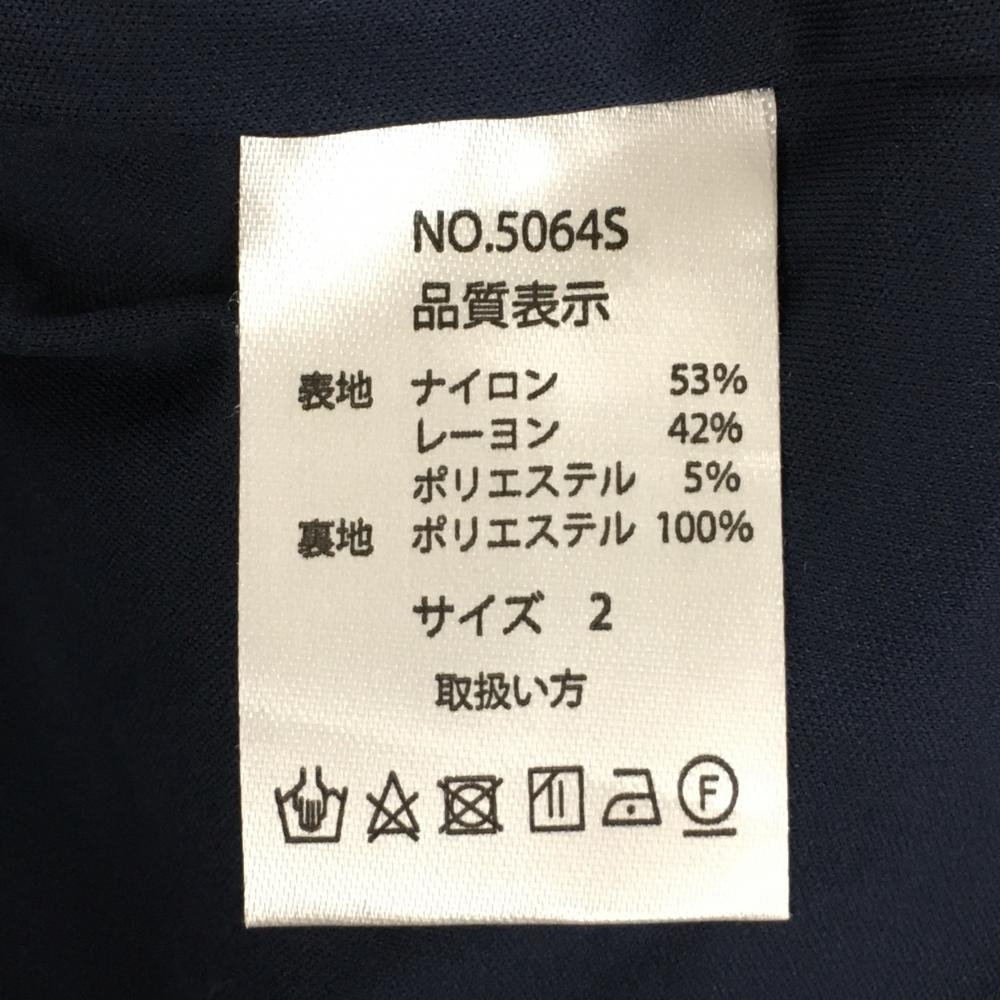 NO.5064S
品質表示
表地 ナイロン 53%
レーヨン 42%
ポリエステル 5%
裏地 ポリエステル 100%
サイズ 2
取扱い方
F